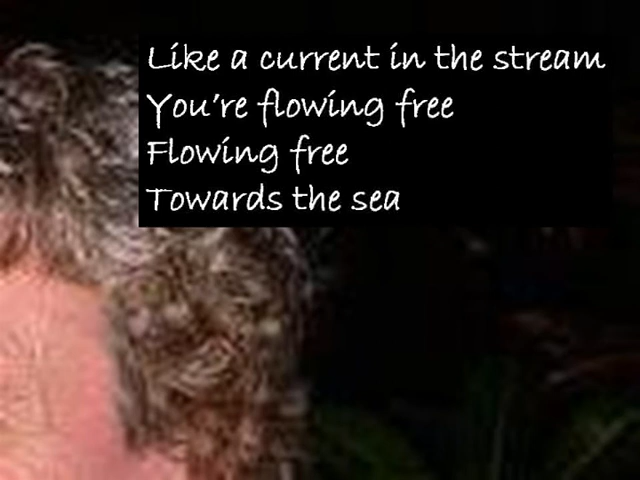 Like a current in the stream
You're flowing free
Flowing free
Towards the sea